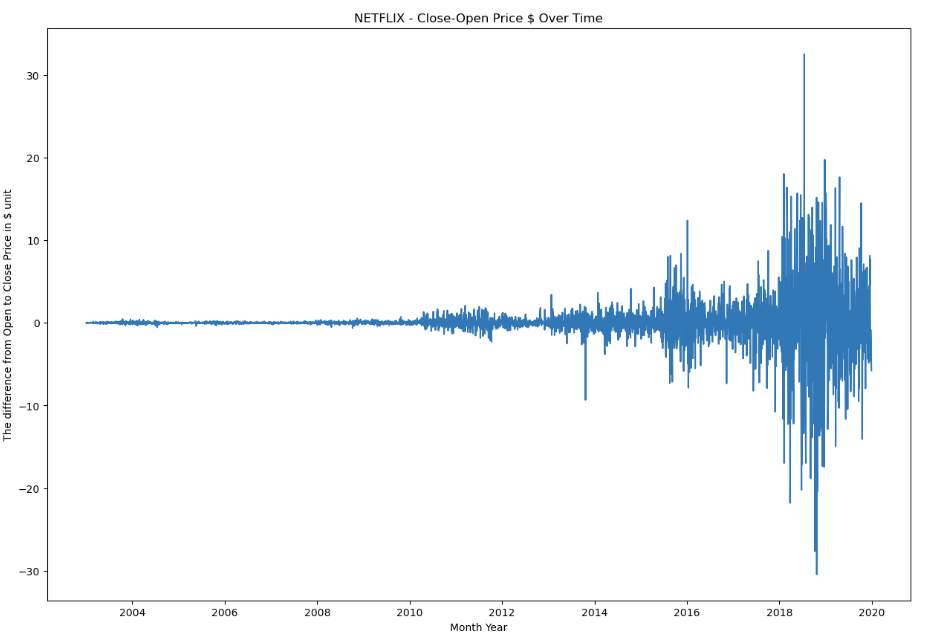 NETFLIX - Close-Open Price $ Over Time
The difference from Open to Close Price in $ unit
30
20
10
0
−10
−20
−30
2004 2006 2008 2010 2012 2014 2016 2018 2020
Month Year